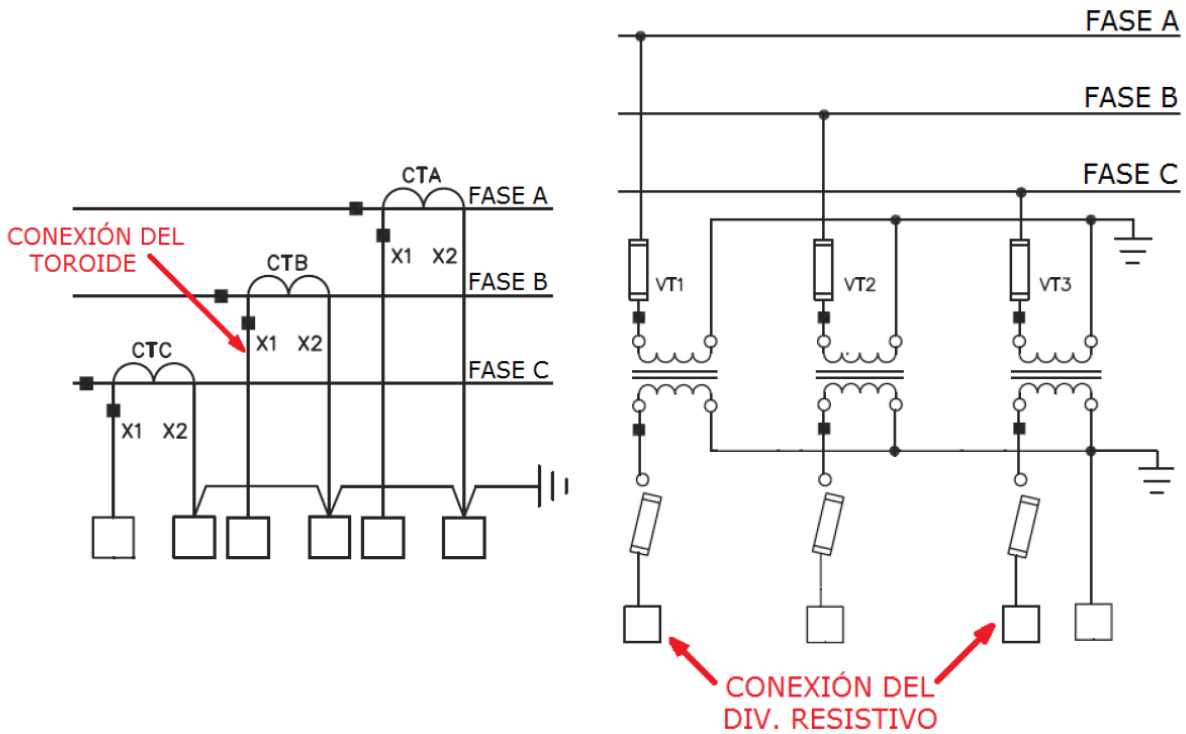 FASE A
FASE B
FASE C
CTA
FASE A
CONEXIÓN DEL
TOROIDE
X1 X2
CTB
FASE B
X1 X2
CTC
FASE C
X1 X2
VT1
VT2
VT3
CONEXIÓN DEL
DIV. RESISTIVO